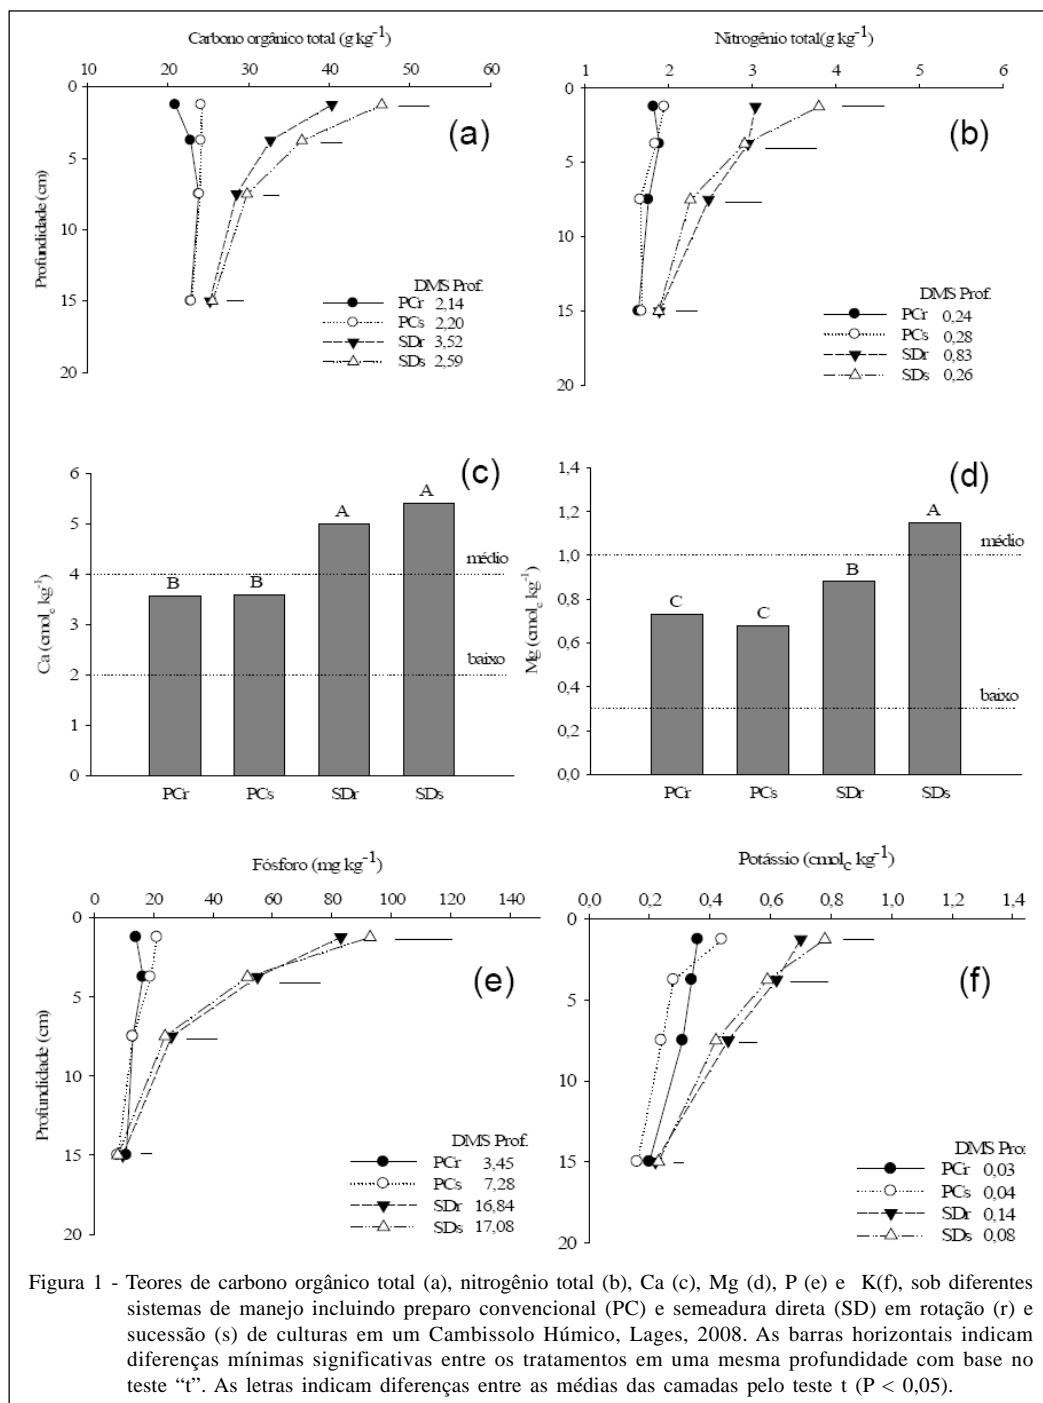 Carbono orgânico total (g kg-1)
10 20 30 40 50 60
0
5
10
15
20
Profundidade (cm)
(a)
DMS Prof.
PCr 2,14
PCs 2,20
SDr 3,52
SDs 2,59
Nitrogênio total(g kg-1)
1 2 3 4 5 6
0
5
10
15
20
(b)
DMS Prof.
PCr 0,24
PCs 0,28
SDr 0,83
SDs 0,26
6
5
4
3
2
1
0
Ca (cmolc kg-1)
(c)
B B A A
médio
baixo
PCr PCs SDr SDs
1,4
1,2
1,0
0,8
0,6
0,4
0,2
0,0
Mg (cmolc kg-1)
(d)
C C B A
médio
baixo
PCr PCs SDr SDs
Fósforo (mg kg-1)
0 20 40 60 80 100 120 140
0
5
10
15
20
Profundidade (cm)
(e)
DMS Prof.
PCr 3,45
PCs 7,28
SDr 16,84
SDs 17,08
Potássio (cmolc kg-1)
0,0 0,2 0,4 0,6 0,8 1,0 1,2 1,4
0
5
10
15
20
(f)
DMS Pro
PCr 0,03
PCs 0,04
SDr 0,14
SDs 0,08
Figura 1 - Teores de carbono orgânico total (a), nitrogênio total (b), Ca (c), Mg (d), P (e) e K(f), sob diferentes
sistemas de manejo incluindo preparo convencional (PC) e semeadura direta (SD) em rotação (r) e
sucessão (s) de culturas em um Cambissolo Húmico, Lages, 2008. As barras horizontais indicam
diferenças mínimas significativas entre os tratamentos em uma mesma profundidade com base no
teste “t”. As letras indicam diferenças entre as médias das camadas pelo teste t (P < 0,05).